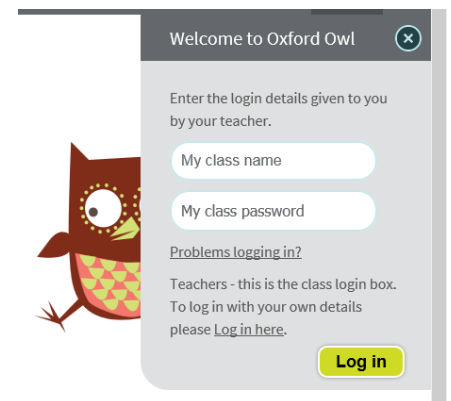 Welcome to Oxford Owl
Enter the login details given to you
by your teacher.
My class name
My class password
Problems logging in?
Teachers - this is the class login box.
To log in with your own details
please Log in here.
Log in